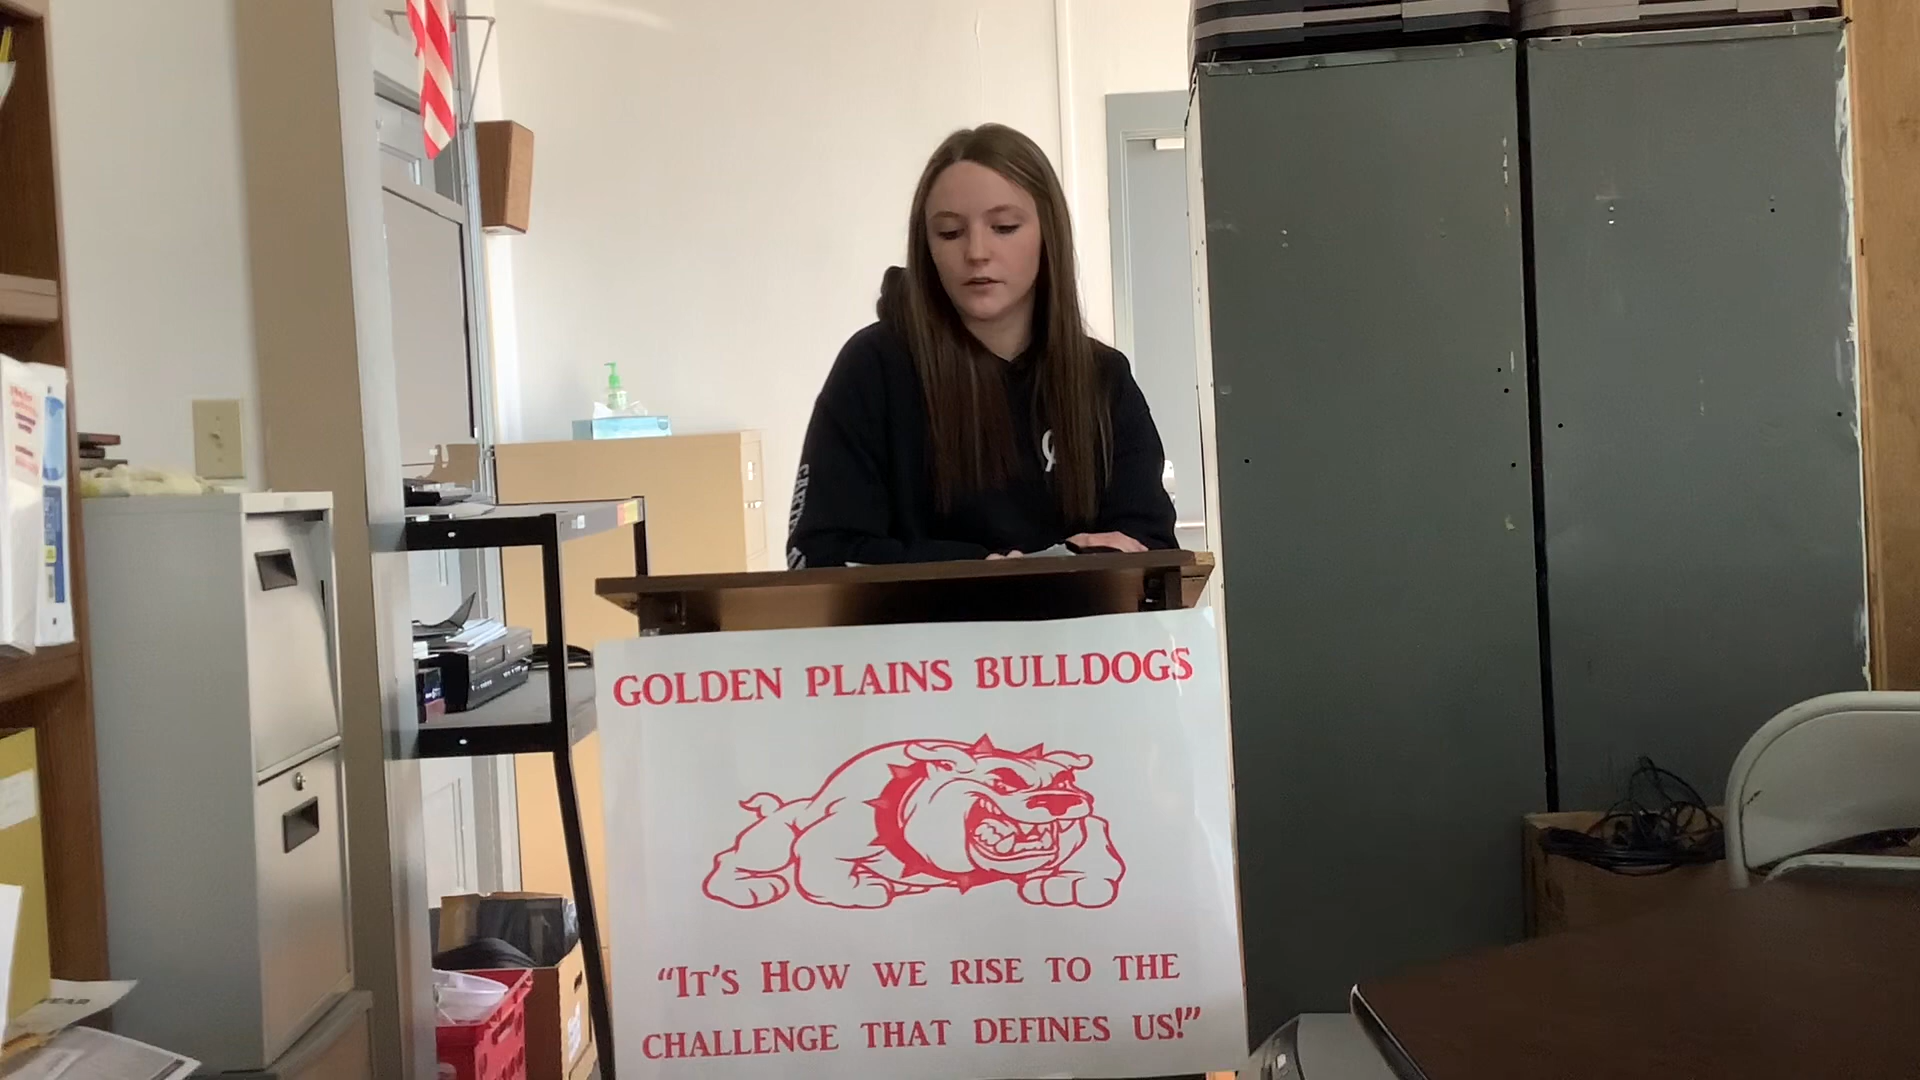 GOLDEN PLAINS BULLDOGS
"IT'S HOW WE RISE TO THE
CHALLENGE THAT DEFINES US!"